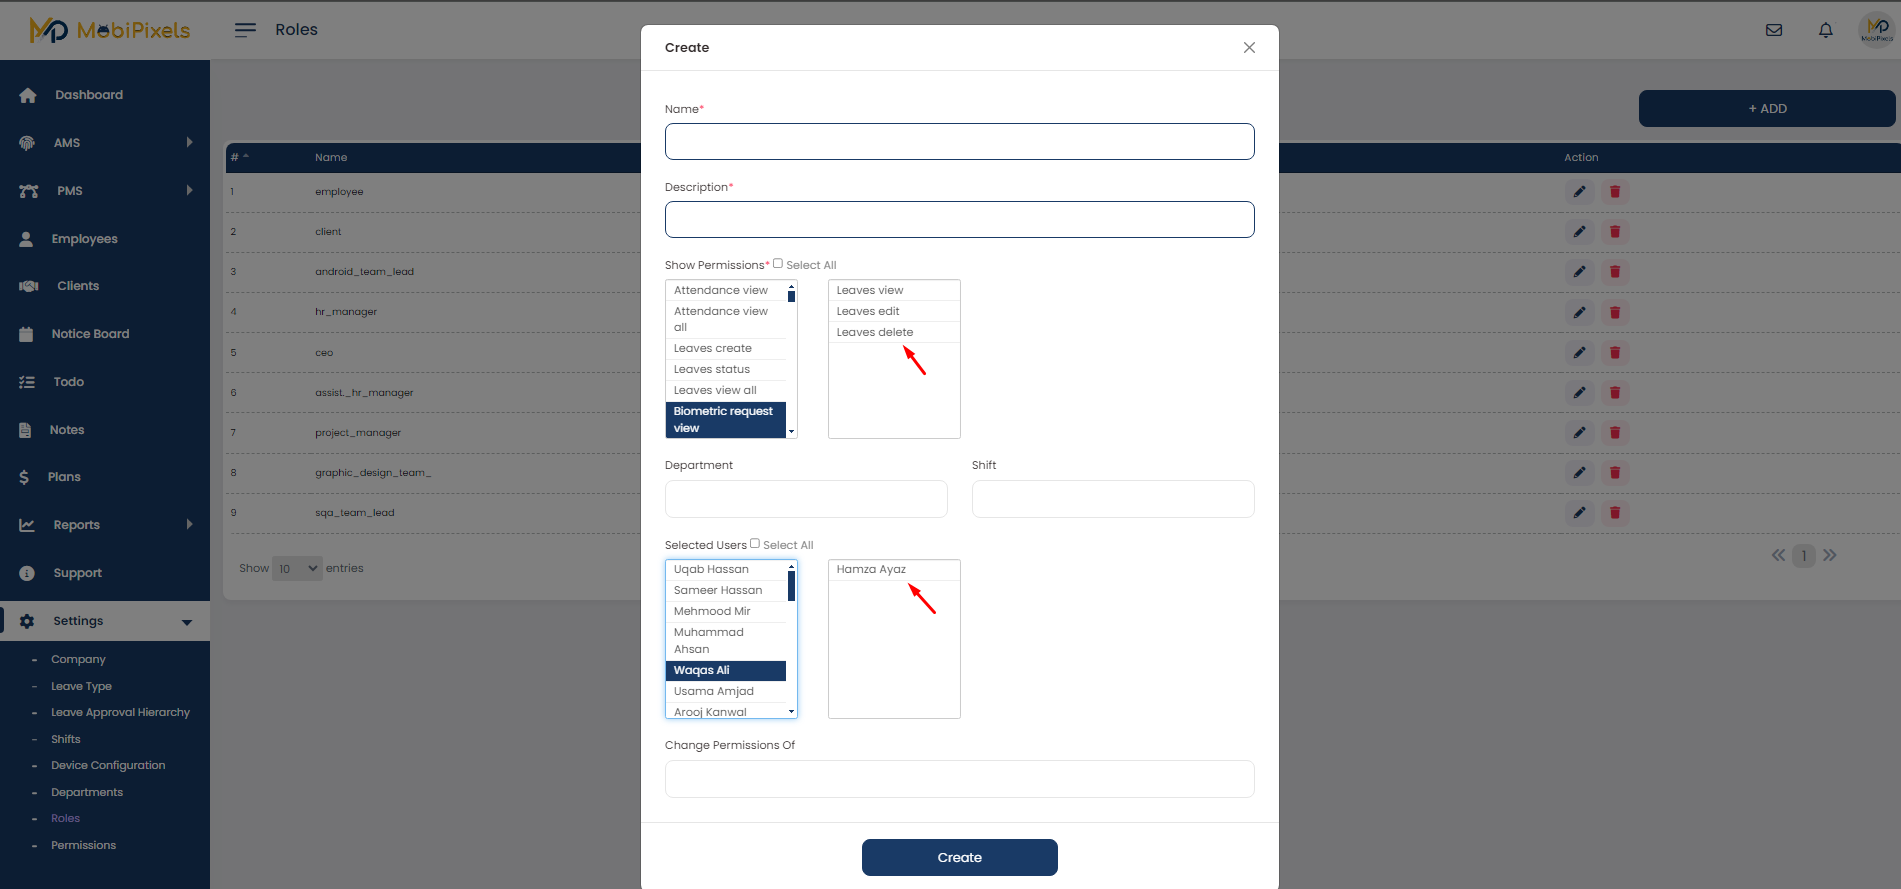 MobiPixels
Roles
MobiPixels
Dashboard
AMS
PMS
Employees
Clients
Notice Board
Todo
Notes
$ Plans
Reports
Support
Settings
- Company
- Leave Type
- Leave Approval Hierarchy
- Shifts
- Device Configuration
- Departments
- Roles
- Permissions
+ ADD
# Name Action
1 employee
2 client
3 android_team_lead
4 hr_manager
5 ceo
6 assist._hr_manager
7 project_manager
8 graphic_design_team_
9 sqa_team_lead
Show 10 entries
« 1 »
Create
Name*
Description*
Show Permissions* Select All
Attendance view
Attendance view
all
Leaves create
Leaves status
Leaves view all
Biometric request
view
Leaves view
Leaves edit
Leaves delete
Department Shift
Selected Users Select All
Uqab Hassan
Sameer Hassan
Mehmood Mir
Muhammad
Ahsan
Waqas Ali
Usama Amjad
Arooj Kanwal
Hamza Ayaz
Change Permissions Of
Create